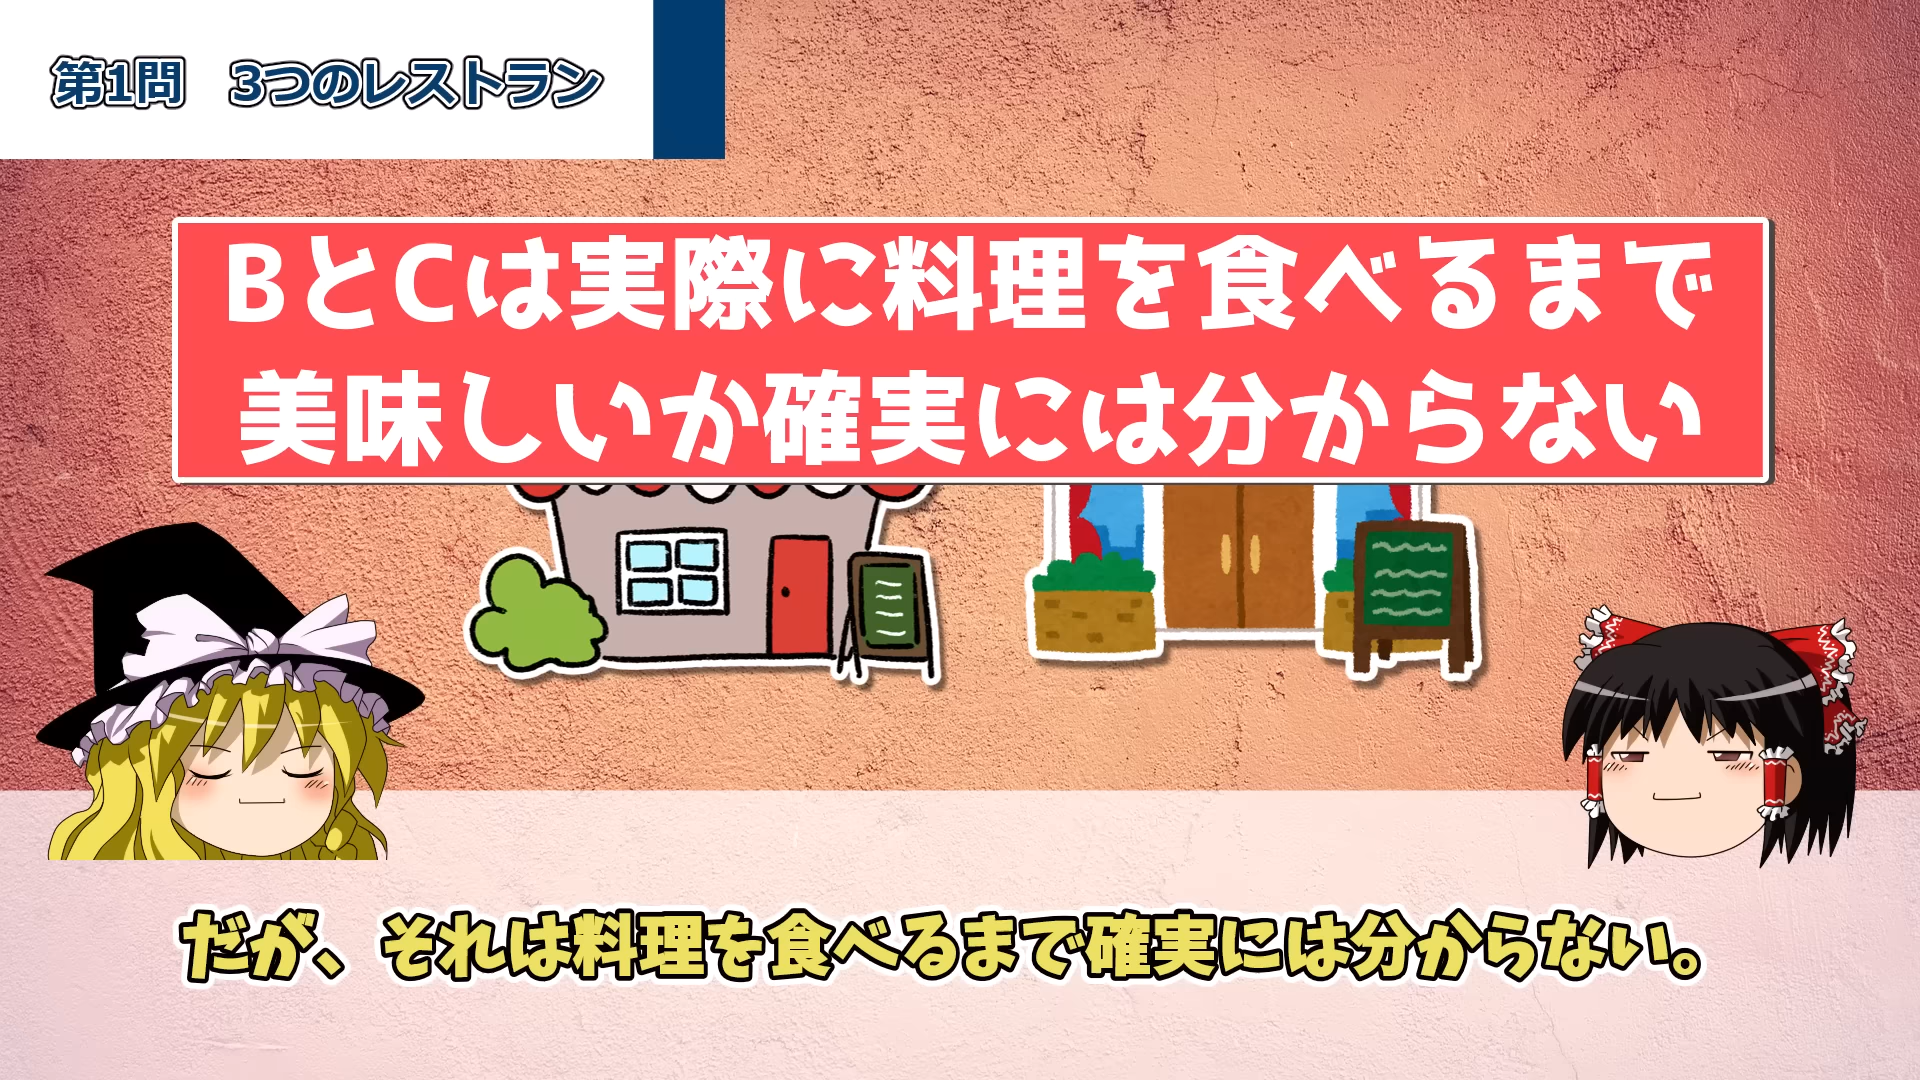 第1問　3つのレストラン
BとCは実際に料理を食べるまで
美味しいか確実には分からない
だが、それは料理を食べるまで確実には分からない。